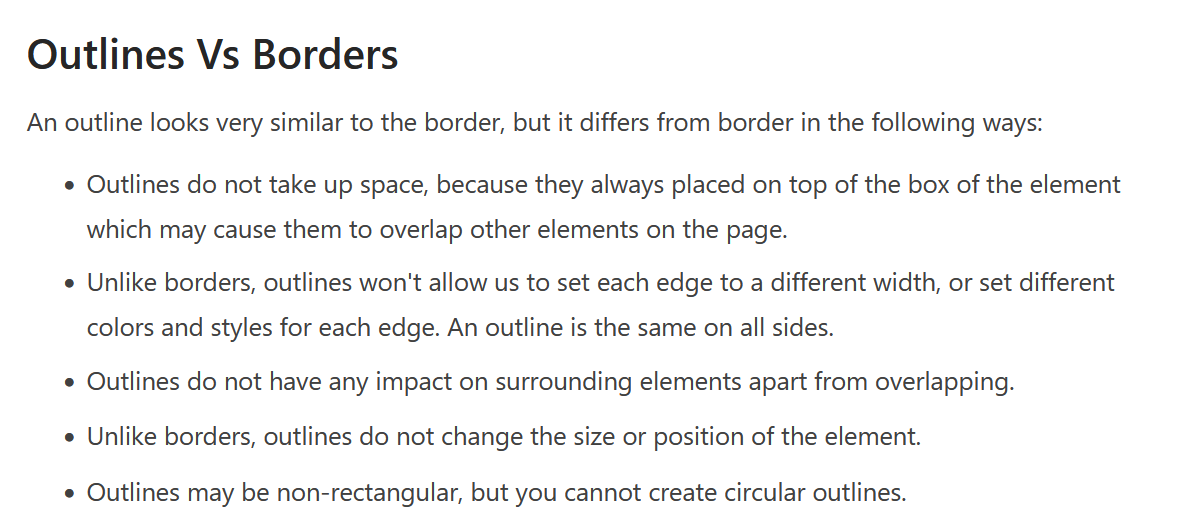 Outlines Vs Borders
An outline looks very similar to the border, but it differs from border in the following ways:
• Outlines do not take up space, because they always placed on top of the box of the element
which may cause them to overlap other elements on the page.
• Unlike borders, outlines won't allow us to set each edge to a different width, or set different
colors and styles for each edge. An outline is the same on all sides.
• Outlines do not have any impact on surrounding elements apart from overlapping.
• Unlike borders, outlines do not change the size or position of the element.
• Outlines may be non-rectangular, but you cannot create circular outlines.